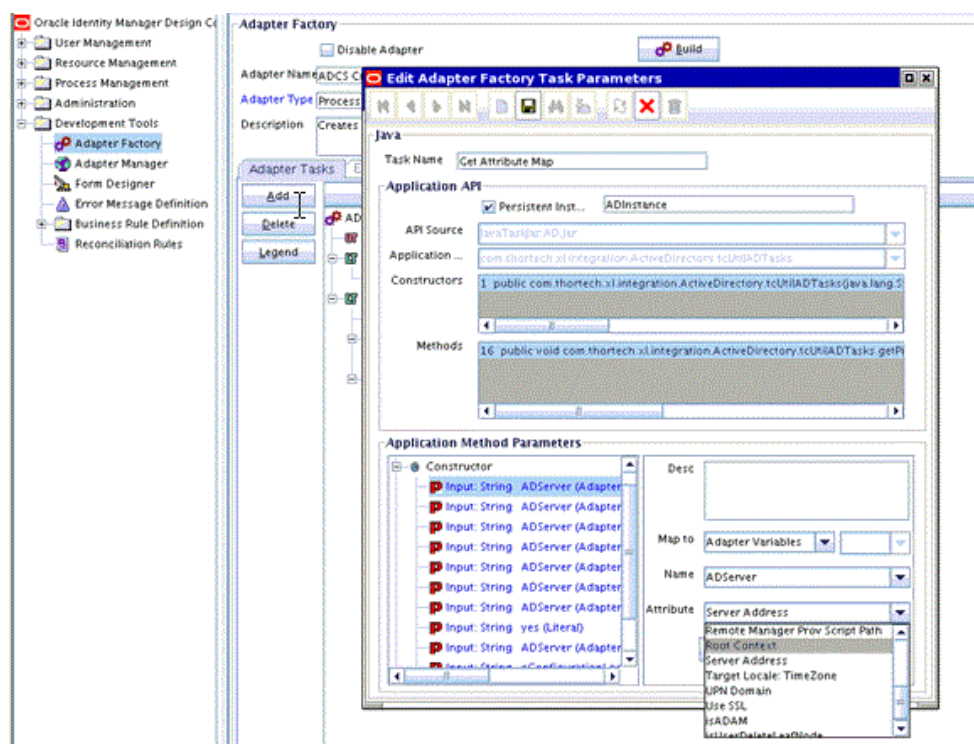 Oracle Identity Manager Design C
User Management
Resource Management
Process Management
Administration
Development Tools
Adapter Factory
Adapter Manager
Form Designer
Error Message Definition
Business Rule Definition
Reconciliation Rules
Adapter Factory
Disable Adapter
Build
Adapter Name ADCS C
Adapter Type Process
Description Creates
Adapter Tasks E
Add
Delete
Legend
AD
Edit Adapter Factory Task Parameters
Java
Task Name Get Attribute Map
Application API
Persistent Inst... ADInstance
API Source JavaTaskJar:AD.jar
Application ... com.thortech.xl.integration.ActiveDirectory.tcUtilADTasks
Constructors 1 public com.thortech.xl.integration.ActiveDirectory.tcUtilADTasks(java.lang.S
Methods 16 public void com.thortech.xl.integration.ActiveDirectory.tcUtilADTasks.getP
Application Method Parameters
Constructor
Input: String ADServer (Adapter
Input: String ADServer (Adapter
Input: String ADServer (Adapter
Input: String ADServer (Adapter
Input: String ADServer (Adapter
Input: String ADServer (Adapter
Input: String ADServer (Adapter
Input: String yes (Literal)
Input: String ADServer (Adapter
Desc
Map to Adapter Variables
Name ADServer
Attribute Server Address
Remote Manager Prov Script Path
Root Context
Server Address
Target Locale: TimeZone
UPN Domain
Use SSL
isADAM
isUserDeleteLeafNode